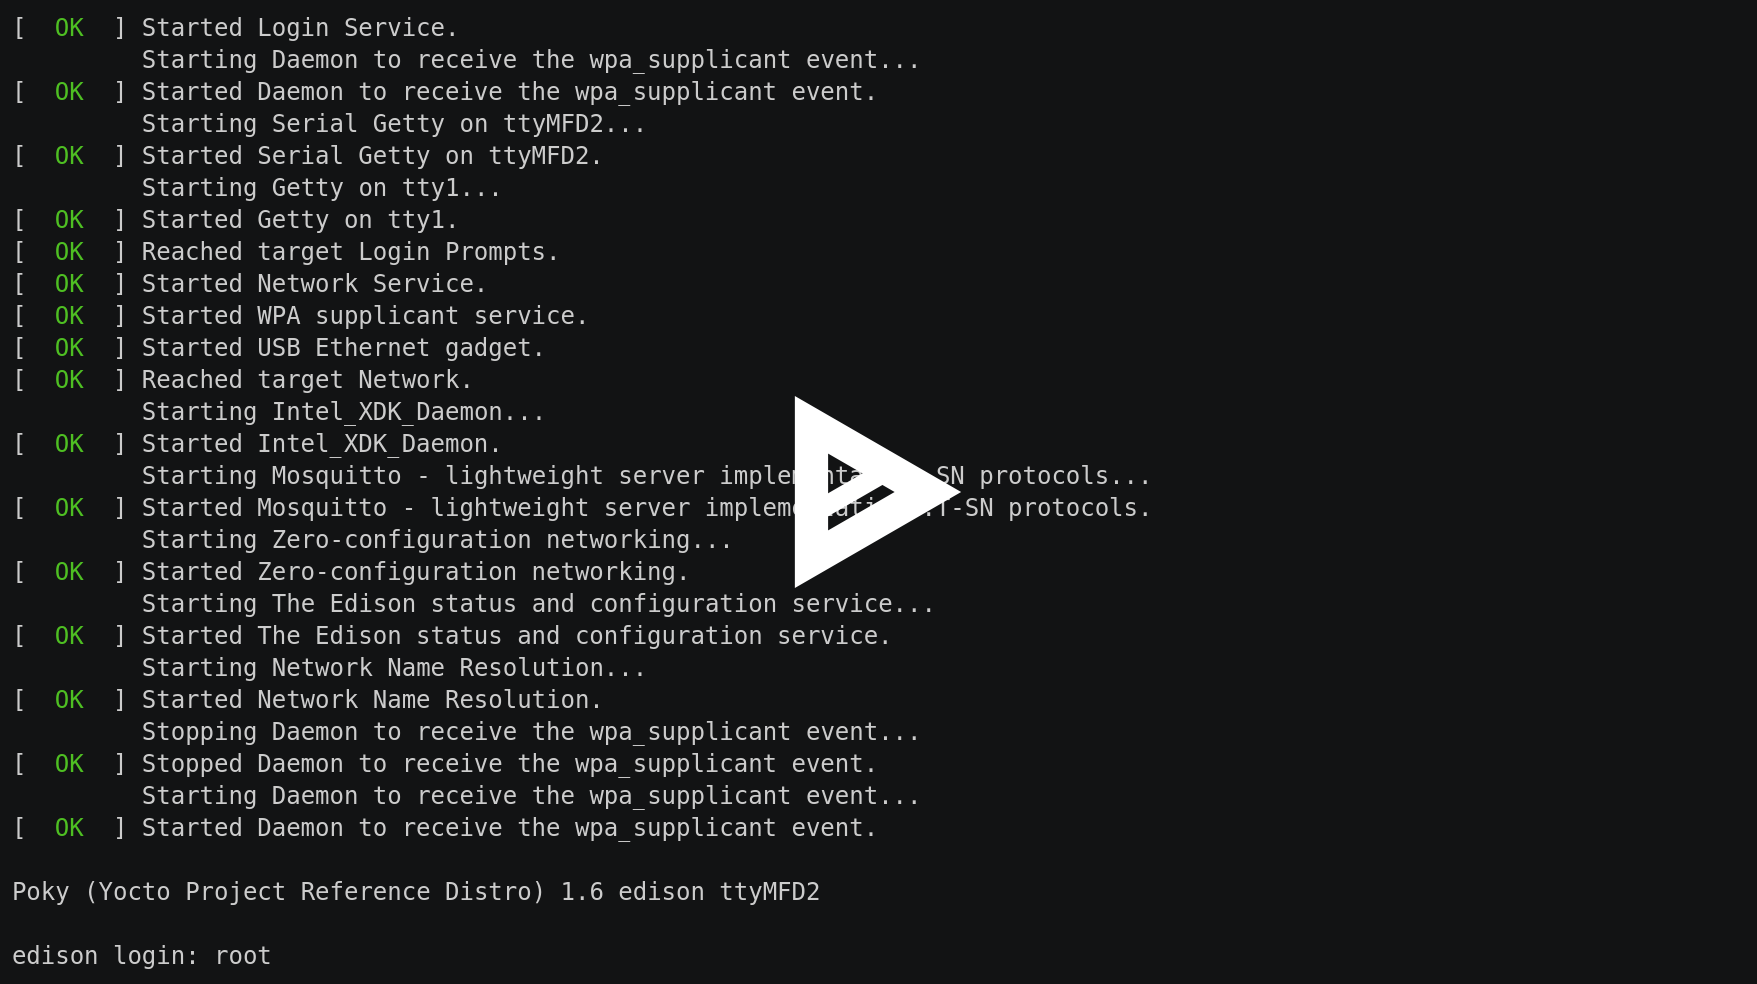 [  OK  ] Started Login Service.
         Starting Daemon to receive the wpa_supplicant event...
[  OK  ] Started Daemon to receive the wpa_supplicant event.
         Starting Serial Getty on ttyMFD2...
[  OK  ] Started Serial Getty on ttyMFD2.
         Starting Getty on tty1...
[  OK  ] Started Getty on tty1.
[  OK  ] Reached target Login Prompts.
[  OK  ] Started Network Service.
[  OK  ] Started WPA supplicant service.
[  OK  ] Started USB Ethernet gadget.
[  OK  ] Reached target Network.
         Starting Intel_XDK_Daemon...
[  OK  ] Started Intel_XDK_Daemon.
         Starting Mosquitto - lightweight server protocols...
[  OK  ] Started Mosquitto - lightweight server protocols.
         Starting Zero-configuration networking...
[  OK  ] Started Zero-configuration networking.
         Starting The Edison status and configuration service...
[  OK  ] Started The Edison status and configuration service.
         Starting Network Name Resolution...
[  OK  ] Started Network Name Resolution.
         Stopping Daemon to receive the wpa_supplicant event...
[  OK  ] Stopped Daemon to receive the wpa_supplicant event.
         Starting Daemon to receive the wpa_supplicant event...
[  OK  ] Started Daemon to receive the wpa_supplicant event.

Poky (Yocto Project Reference Distro) 1.6 edison ttyMFD2

edison login: root